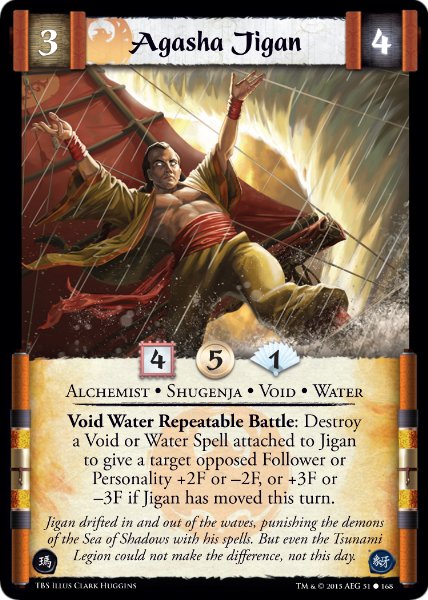 3 Agasha Jigan 4
4 5 1
Alchemist • Shugenja • Void • Water
Void Water Repeatable Battle: Destroy
a Void or Water Spell attached to Jigan
to give a target opposed Follower or
Personality +2F or –2F, or +3F or
–3F if Jigan has moved this turn.
Jigan drifted in and out of the waves, punishing the demons
of the Sea of Shadows with his spells. But even the Tsunami
Legion could not make the difference, not this day.
TBS Illus Clark Huggins TM & © 2015 AEG 51 • 168